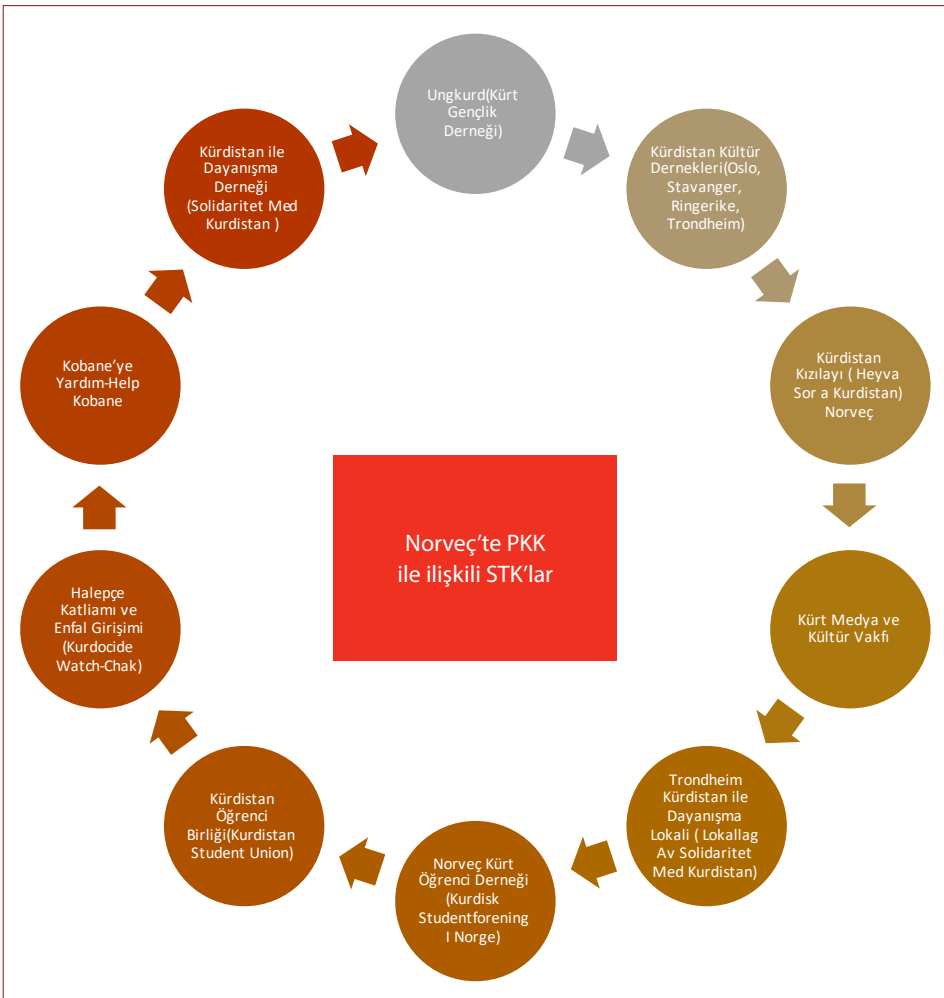 Ungkurd(Kürt
Gençlik
Derneği)
Kürdistan Kültür
Dernekleri(Oslo,
Stavanger,
Ringerike,
Trondheim)
Kürdistan
Kızılayı ( Heyva
Sor a Kurdistan)
Norveç
Kürt Medya ve
Kültür Vakfı
Trondheim
Kürdistan ile
Dayanışma
Lokali ( Lokallag
Av Solidaritet
Med Kurdistan)
Norveç Kürt
Öğrenci Derneği
(Kurdisk
Studentforening
I Norge)
Kürdistan
Öğrenci
Birliği(Kurdistan
Student Union)
Halepçe
Katliamı ve
Enfal Girişimi
(Kurdocide
Watch-Chak)
Kobane’ye
Yardım-Help
Kobane
Kürdistan ile
Dayanışma
Derneği
(Solidaritet Med
Kurdistan )
Norveç’te PKK
ile ilişkili STK’lar